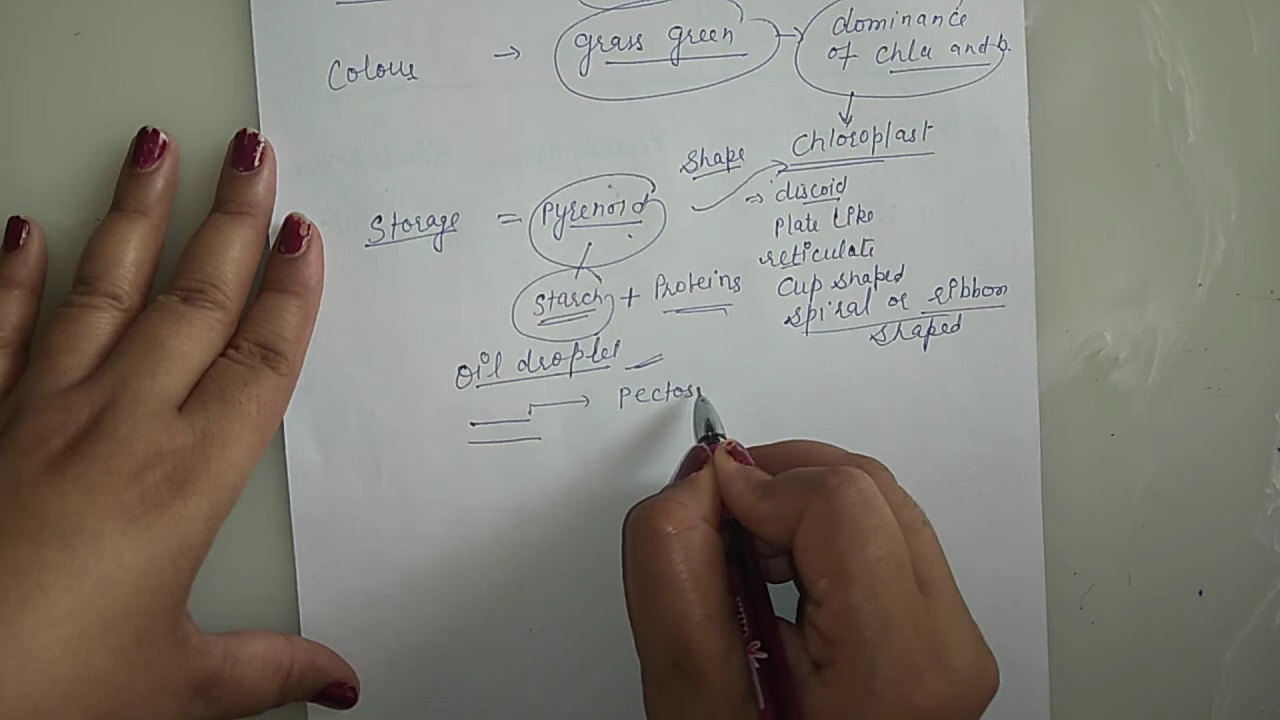 Colour → grass green → dominance
of chla and b.
Chloroplast
Shape
Storage = Pyrenoid
⇒ discoid
Plate like
reticulate
Cup shaped
spiral or ribbon
shaped
Starch + Proteins
oil droplet
→ Pectos